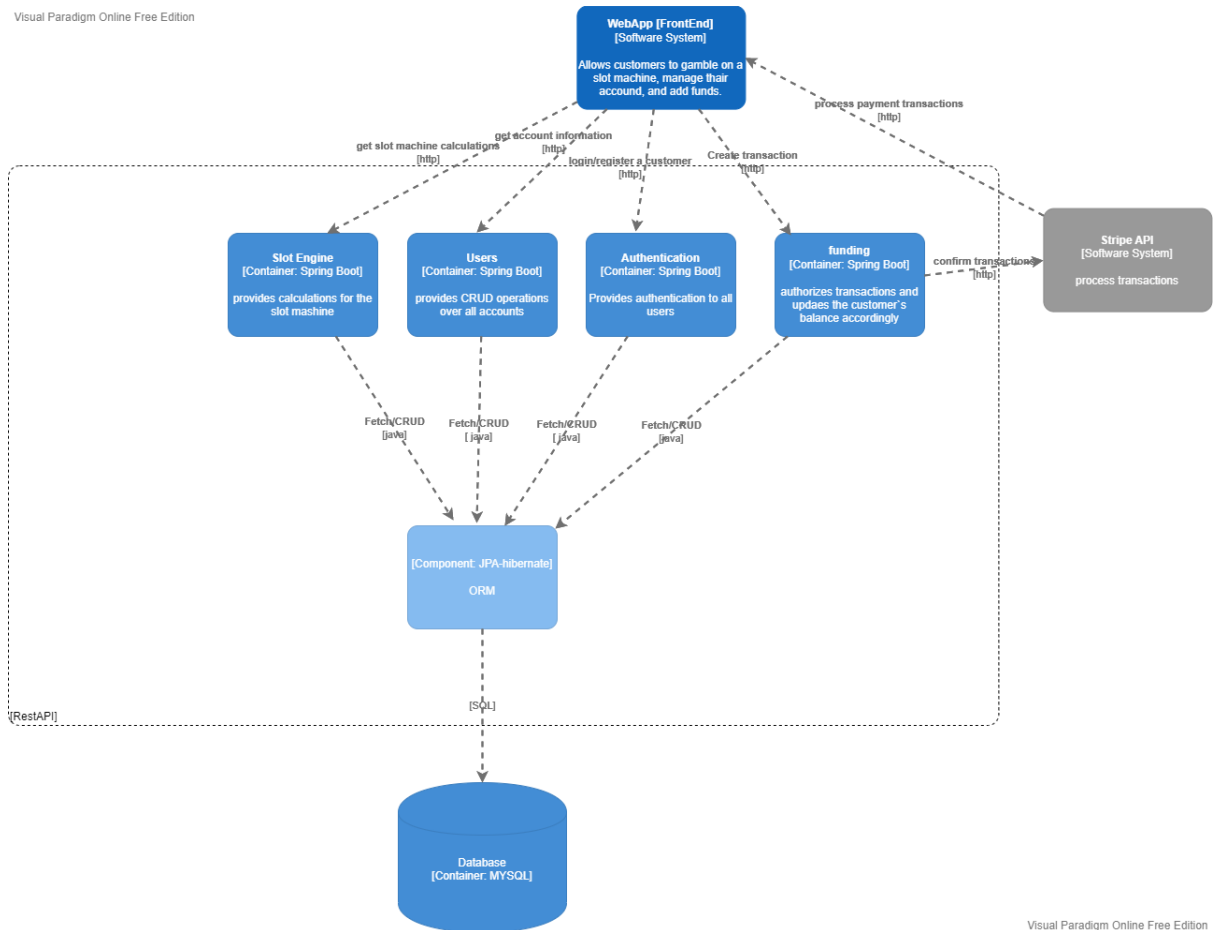 Visual Paradigm Online Free Edition
WebApp [FrontEnd]
[Software System]
Allows customers to gamble on a
slot machine, manage thair
accound, and add funds.
process payment transactions
[http]
get account information
[http]
get slot machine calculations
[http]
login/register a customer
[http]
Create transaction
[http]
Slot Engine
[Container: Spring Boot]
provides calculations for the
slot mashine
Users
[Container: Spring Boot]
provides CRUD operations
over all accounts
Authentication
[Container: Spring Boot]
Provides authentication to all
users
funding
[Container: Spring Boot]
authorizes transactions and
updaes the customer`s
balance accordingly
confirm transactions
[http]
Stripe API
[Software System]
process transactions
Fetch/CRUD
[java]
Fetch/CRUD
[ java]
Fetch/CRUD
[ java]
Fetch/CRUD
[java]
[Component: JPA-hibernate]
ORM
[SQL]
[RestAPI]
Database
[Container: MYSQL]
Visual Paradigm Online Free Edition